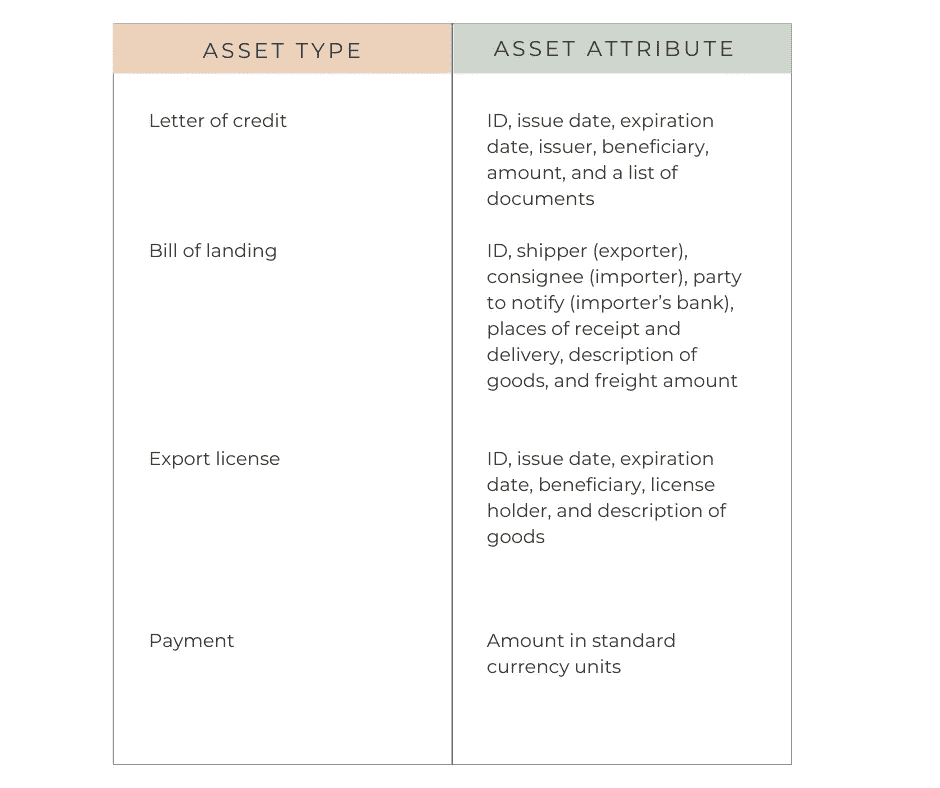 ASSET TYPE
ASSET ATTRIBUTE
Letter of credit
ID, issue date, expiration
date, issuer, beneficiary,
amount, and a list of
documents
Bill of landing
ID, shipper (exporter),
consignee (importer), party
to notify (importer’s bank),
places of receipt and
delivery, description of
goods, and freight amount
Export license
ID, issue date, expiration
date, beneficiary, license
holder, and description of
goods
Payment
Amount in standard
currency units